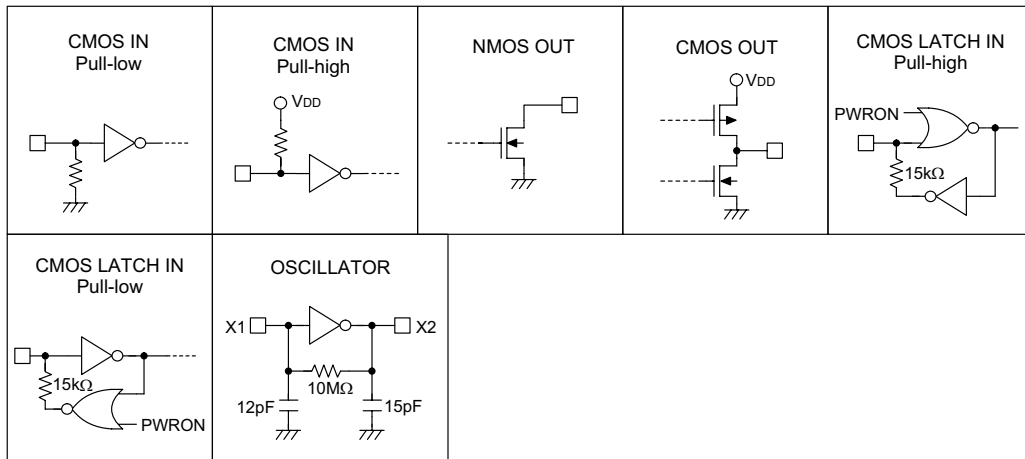 CMOS IN
Pull-low
CMOS IN
Pull-high
VDD
NMOS OUT
CMOS OUT
VDD
CMOS LATCH IN
Pull-high
PWRON
15kΩ
CMOS LATCH IN
Pull-low
15kΩ
PWRON
OSCILLATOR
X1
X2
10MΩ
12pF
15pF